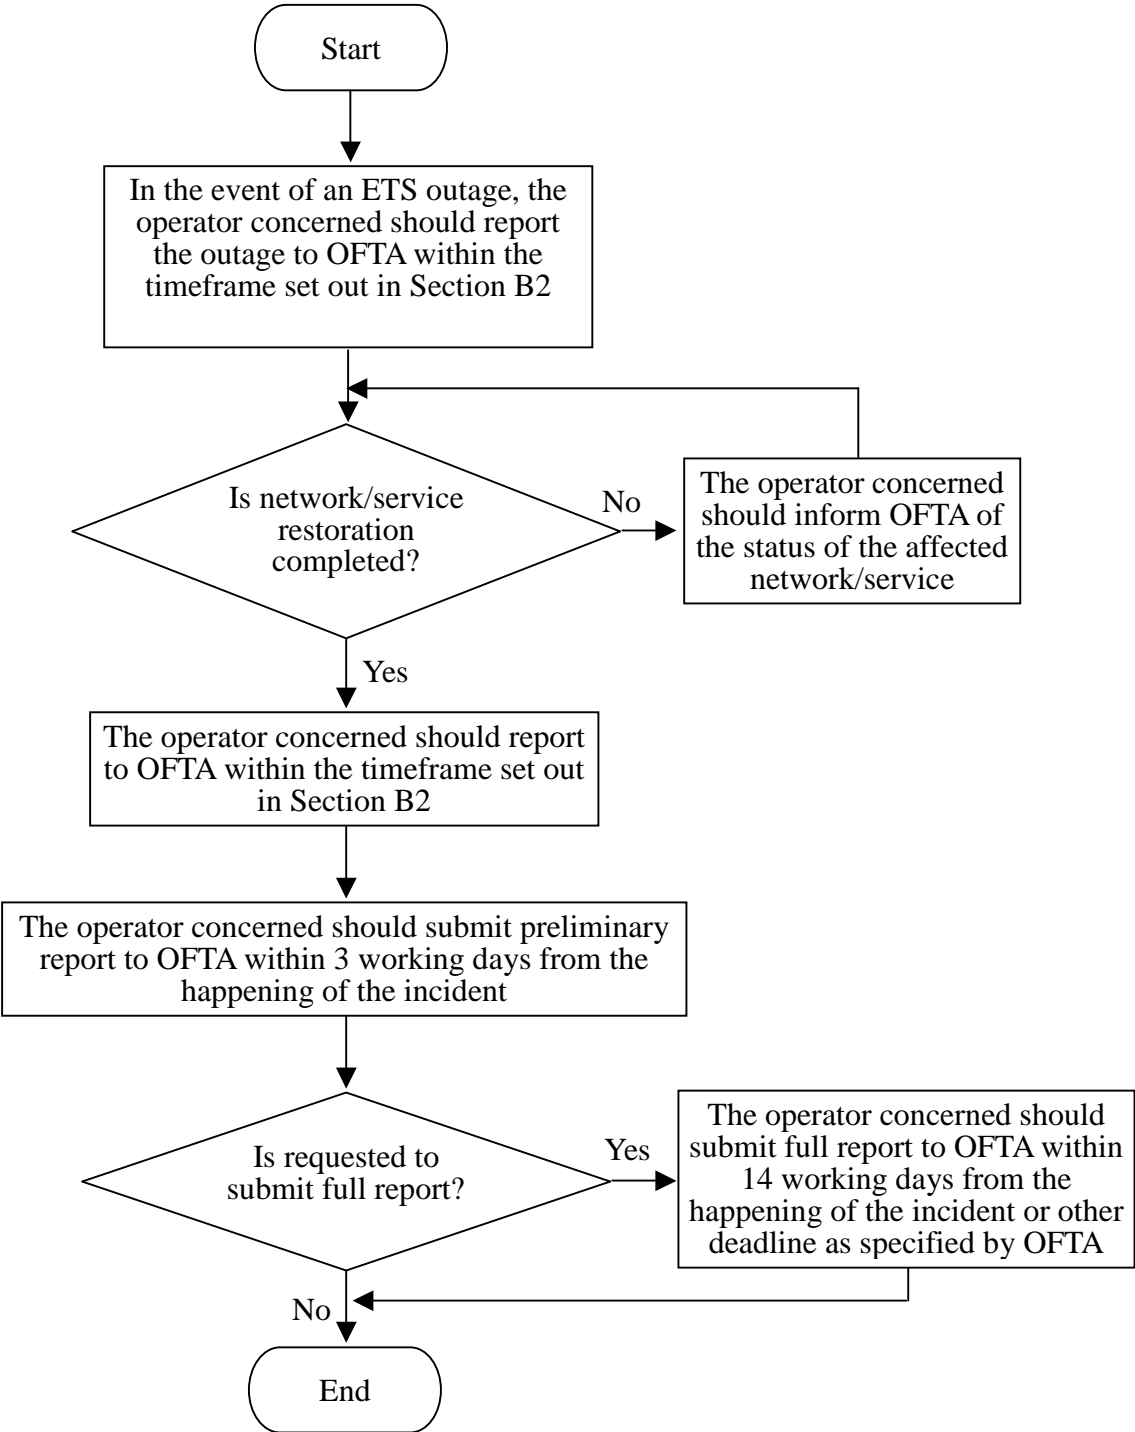 Start
In the event of an ETS outage, the
operator concerned should report
the outage to OFTA within the
timeframe set out in Section B2
Is network/service
restoration
completed?
No
The operator concerned
should inform OFTA of
the status of the affected
network/service
Yes
The operator concerned should report
to OFTA within the timeframe set out
in Section B2
The operator concerned should submit preliminary
report to OFTA within 3 working days from the
happening of the incident
Is requested to
submit full report?
Yes
The operator concerned should
submit full report to OFTA within
14 working days from the
happening of the incident or other
deadline as specified by OFTA
No
End